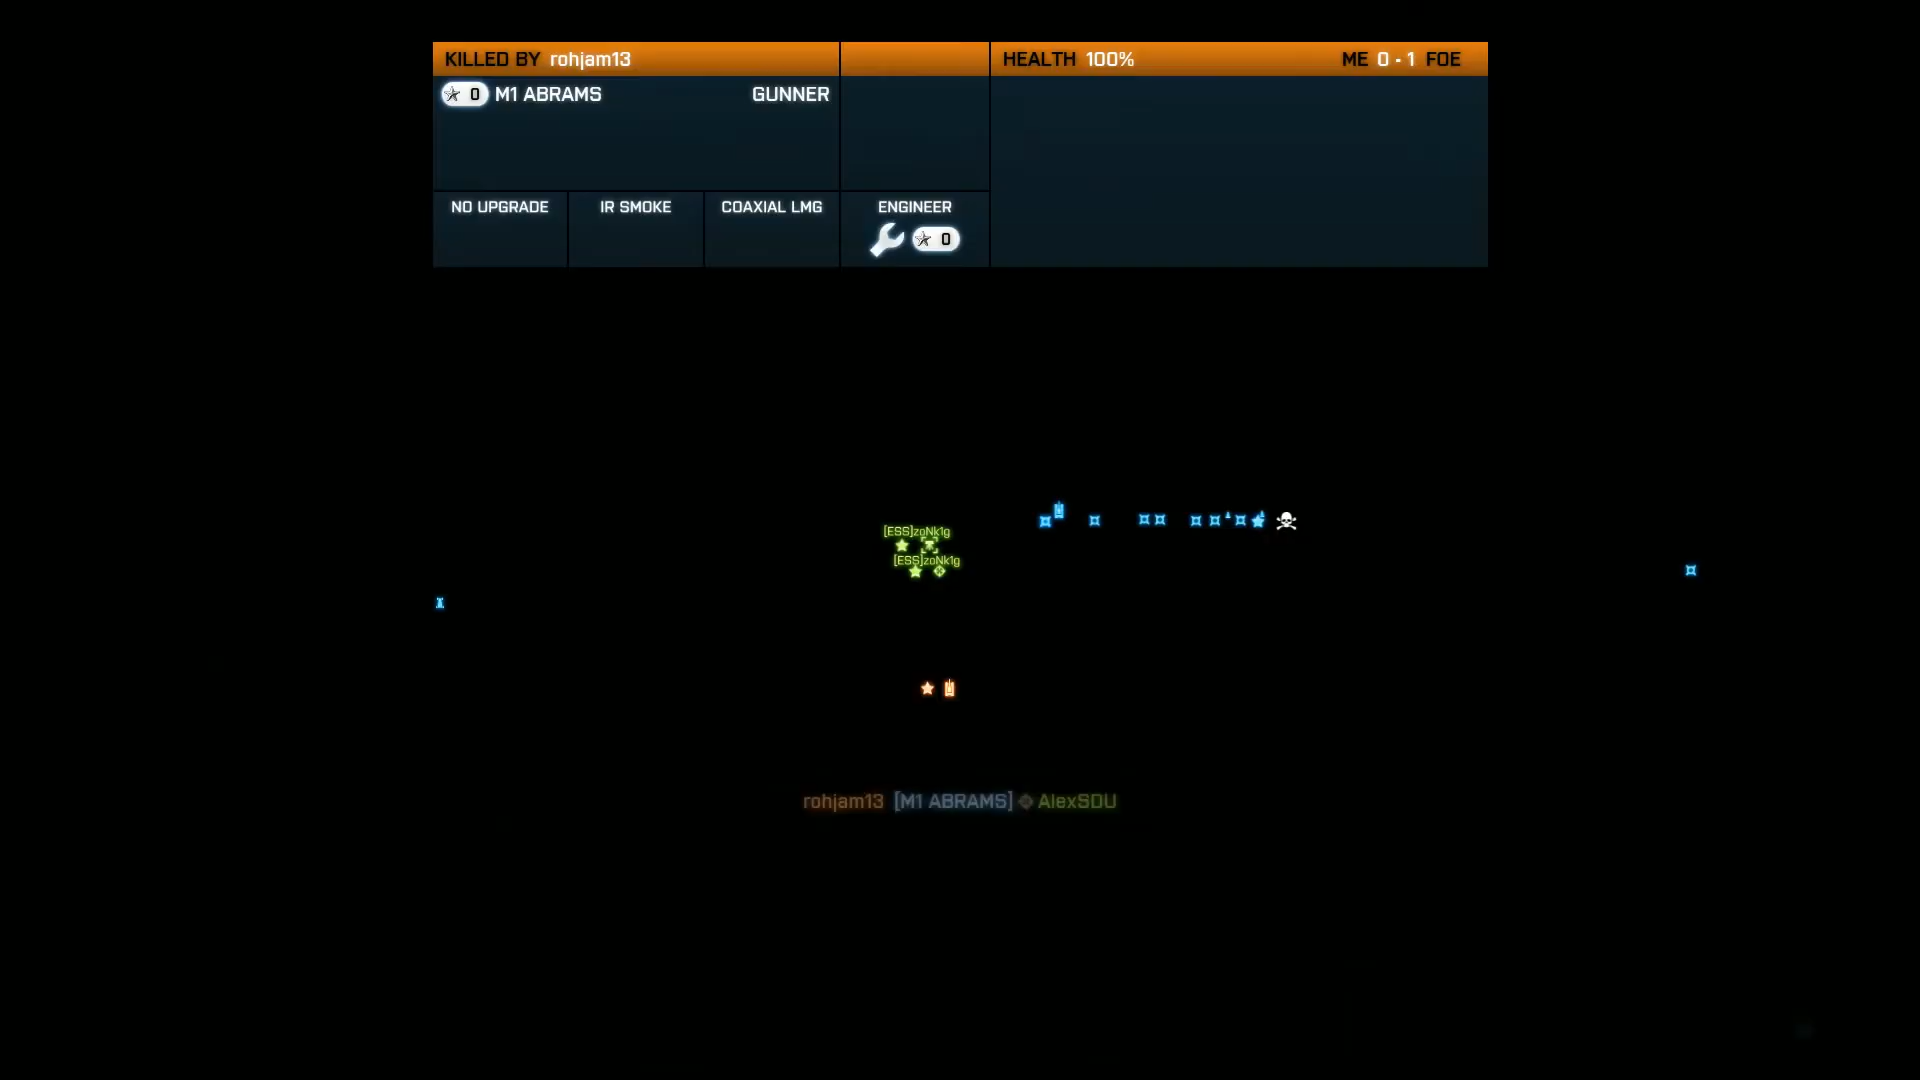 KILLED BY rohjam13
HEALTH 100%
ME 0 - 1 FOE
0 M1 ABRAMS
GUNNER
NO UPGRADE
IR SMOKE
COAXIAL LMG
ENGINEER
0
[ESS]zoNk1g
[ESS]zoNk1g
rohjam13 [M1 ABRAMS] AlexSDU